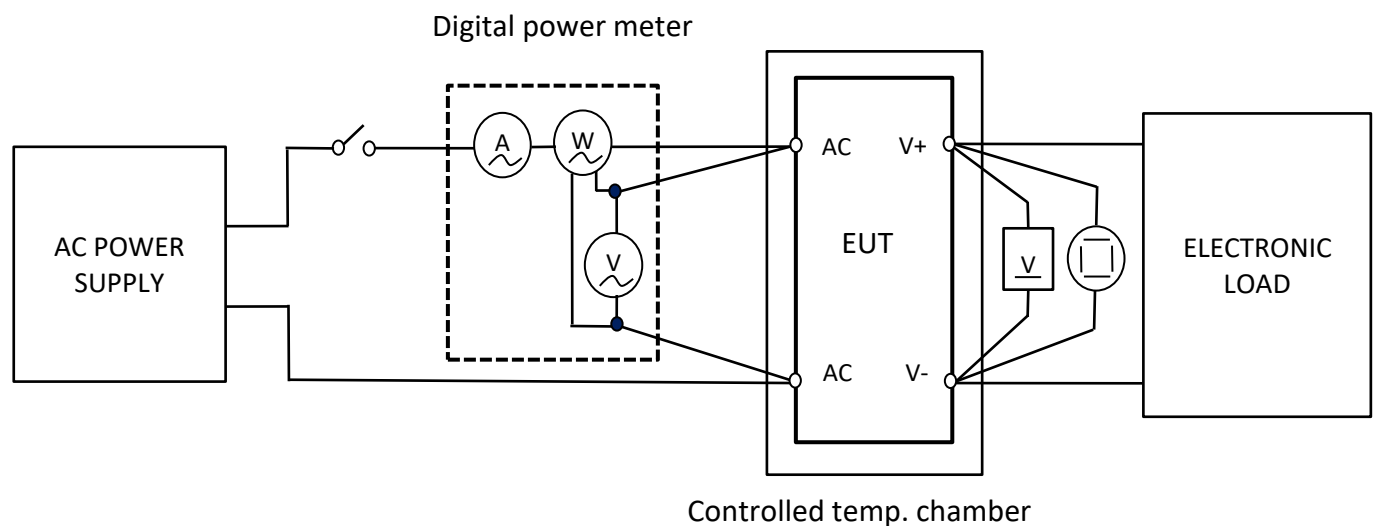 Digital power meter
A
W
AC POWER
SUPPLY
V
AC
V+
EUT
V
ELECTRONIC
LOAD
AC
V-
Controlled temp. chamber